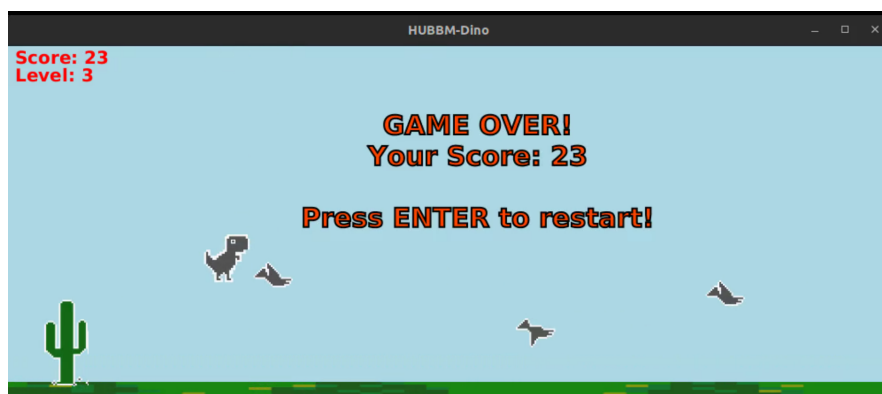 HUBBM-Dino
Score: 23
Level: 3
GAME OVER!
Your Score: 23
Press ENTER to restart!